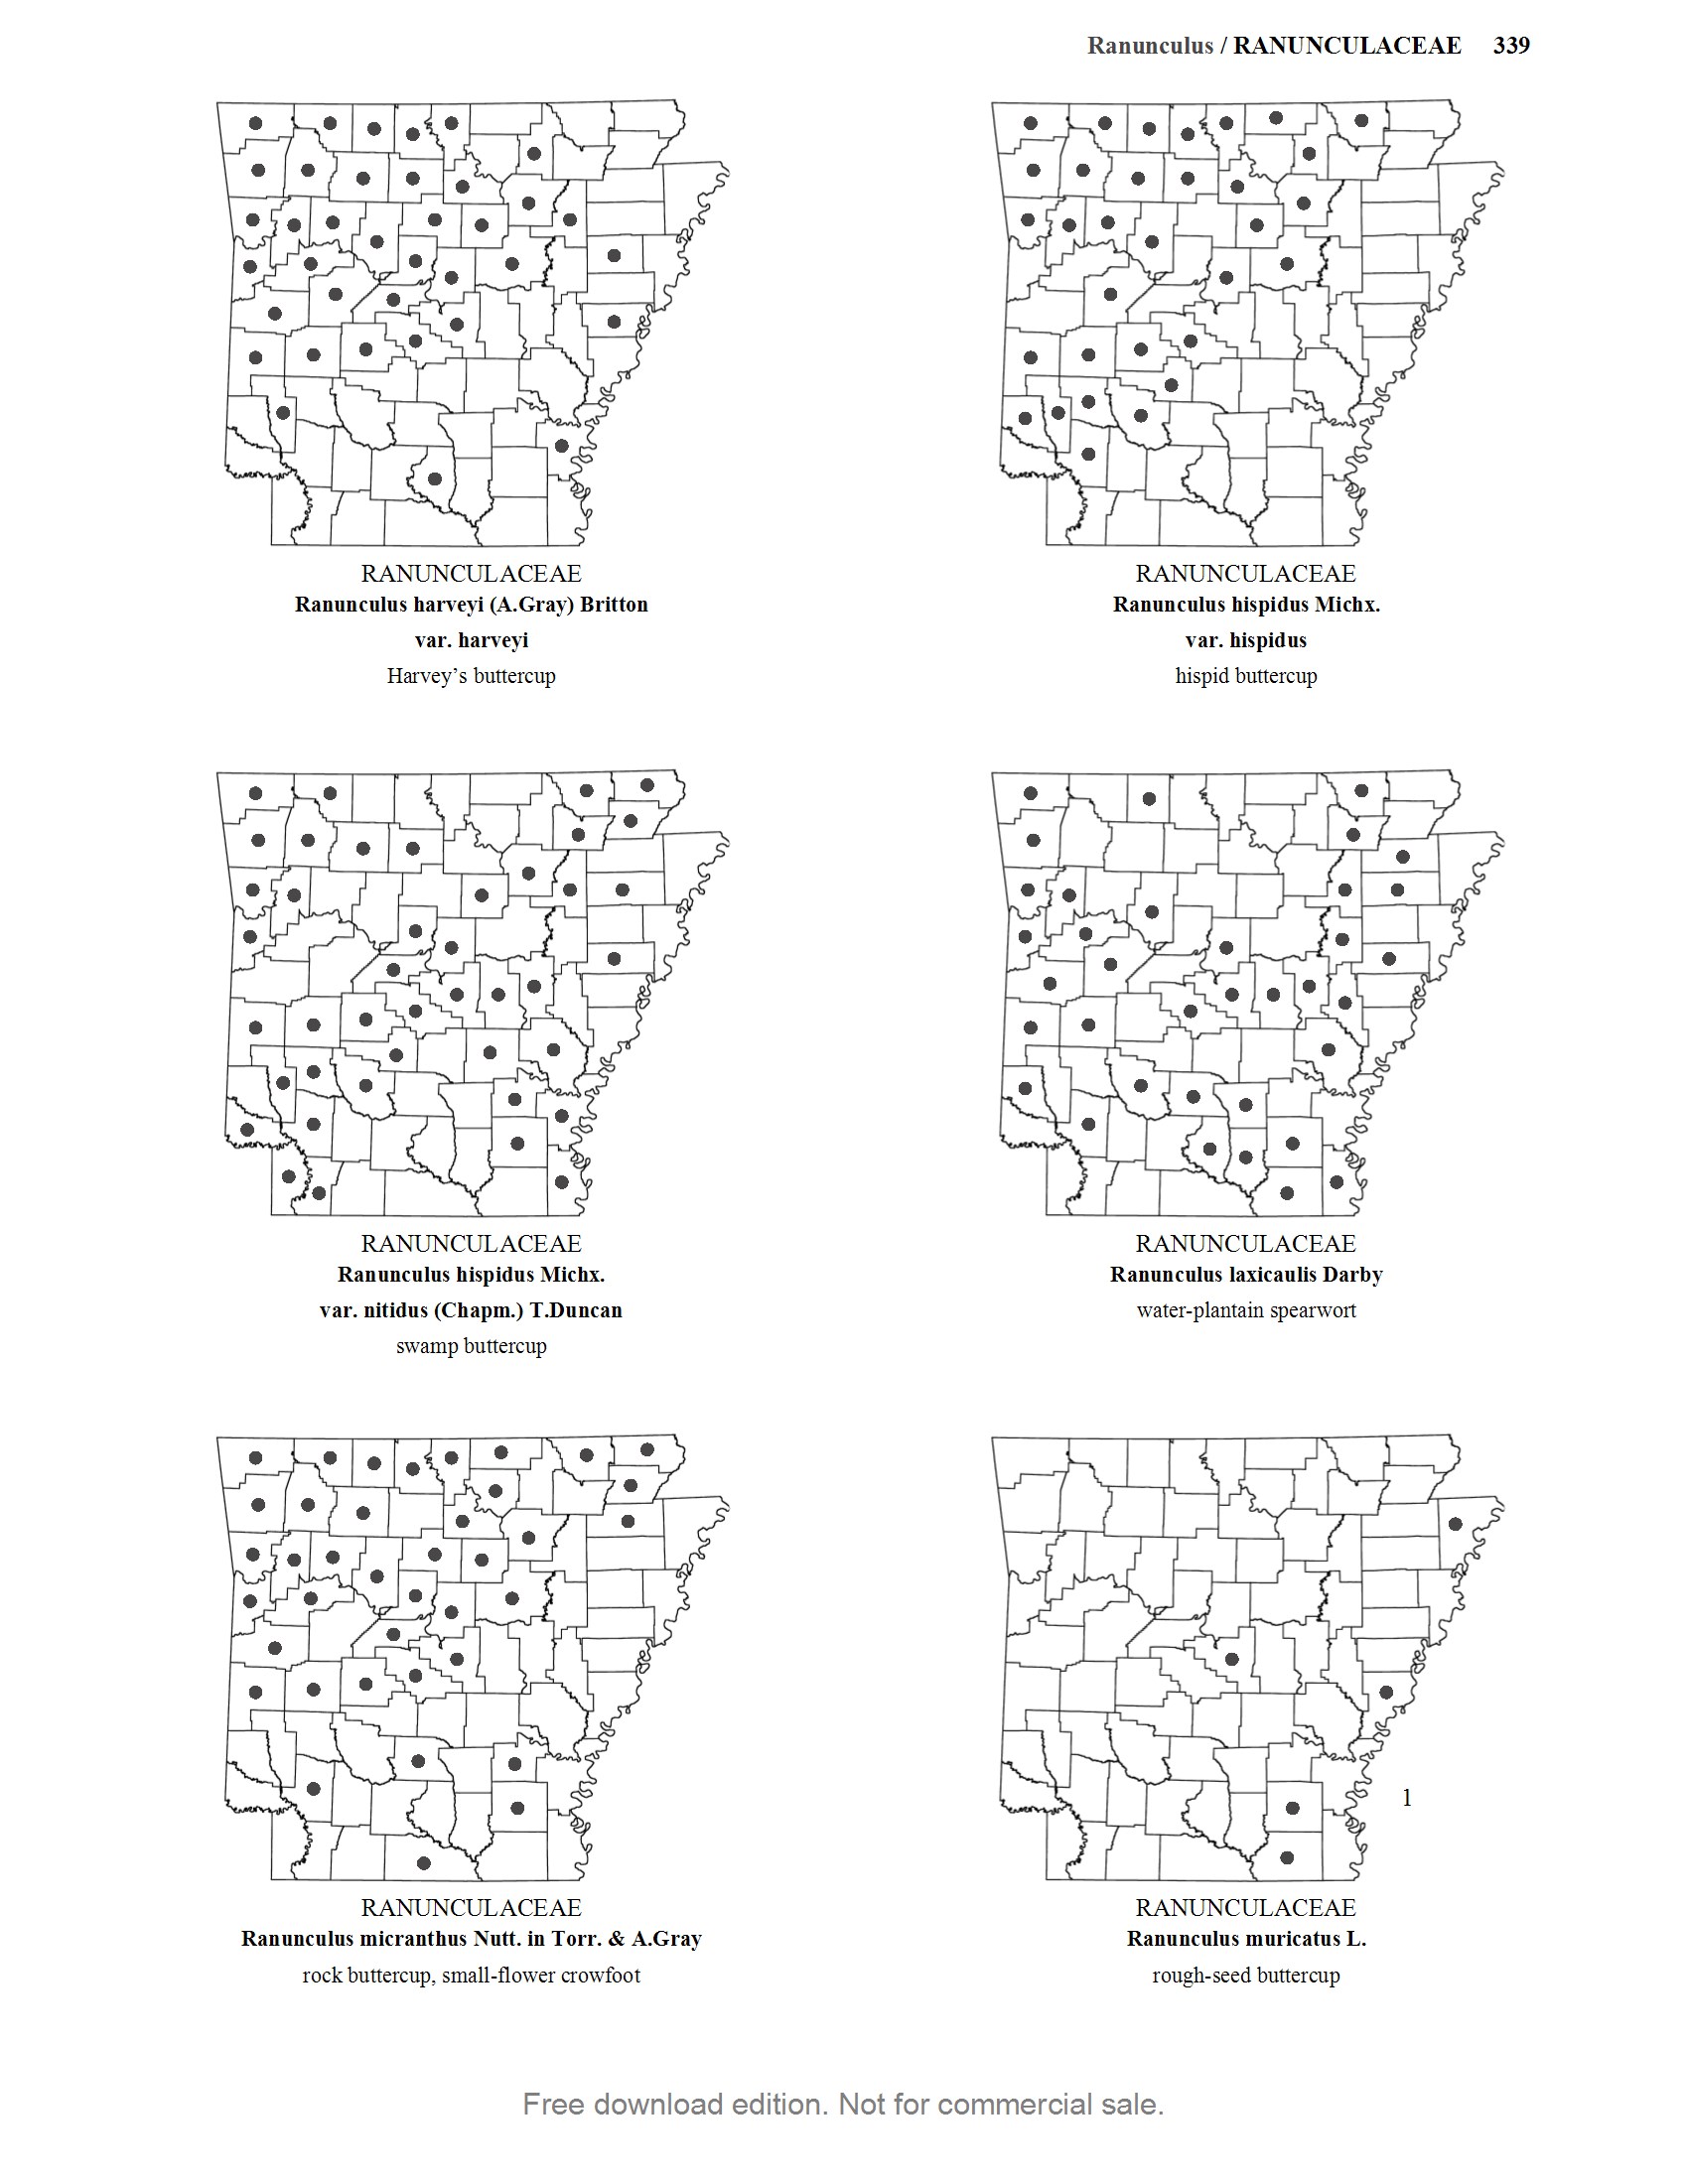 Ranunculus / RANUNCULACEAE 339
RANUNCULACEAE
Ranunculus harveyi (A.Gray) Britton
var. harveyi
Harvey’s buttercup
RANUNCULACEAE
Ranunculus hispidus Michx.
var. hispidus
hispid buttercup
RANUNCULACEAE
Ranunculus hispidus Michx.
var. nitidus (Chapm.) T.Duncan
swamp buttercup
RANUNCULACEAE
Ranunculus laxicaulis Darby
water-plantain spearwort
RANUNCULACEAE
Ranunculus micranthus Nutt. in Torr. & A.Gray
rock buttercup, small-flower crowfoot
1
RANUNCULACEAE
Ranunculus muricatus L.
rough-seed buttercup
Free download edition. Not for commercial sale.